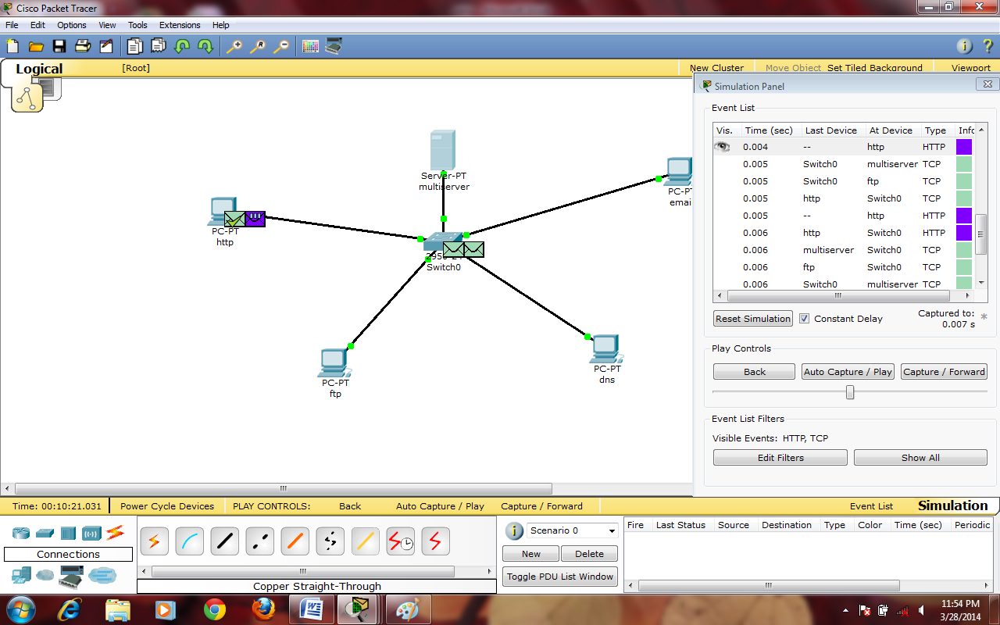 Cisco Packet Tracer
File Edit Options View Tools Extensions Help
Logical [Root] New Cluster Move Object Set Tiled Background Viewport
Simulation Panel
Event List
Vis. Time (sec) Last Device At Device Type Info
0.004 -- http HTTP
0.005 Switch0 multiserver TCP
0.005 Switch0 ftp TCP
0.005 http Switch0 TCP
0.005 -- http HTTP
0.006 http Switch0 HTTP
0.006 multiserver Switch0 TCP
0.006 ftp Switch0 TCP
0.006 Switch0 multiserver TCP
Reset Simulation Constant Delay Captured to: *
0.007 s
Play Controls
Back Auto Capture / Play Capture / Forward
Event List Filters
Visible Events: HTTP, TCP
Edit Filters Show All
Server-PT
multiserver
PC-PT
emai
PC-PT
http
Switch0
PC-PT
ftp
PC-PT
dns
Time: 00:10:21.031 Power Cycle Devices PLAY CONTROLS: Back Auto Capture / Play Capture / Forward Event List Simulation
Connections
Copper Straight-Through
Scenario 0
New Delete
Toggle PDU List Window
Fire Last Status Source Destination Type Color Time (sec) Periodic
11:54 PM
3/28/2014